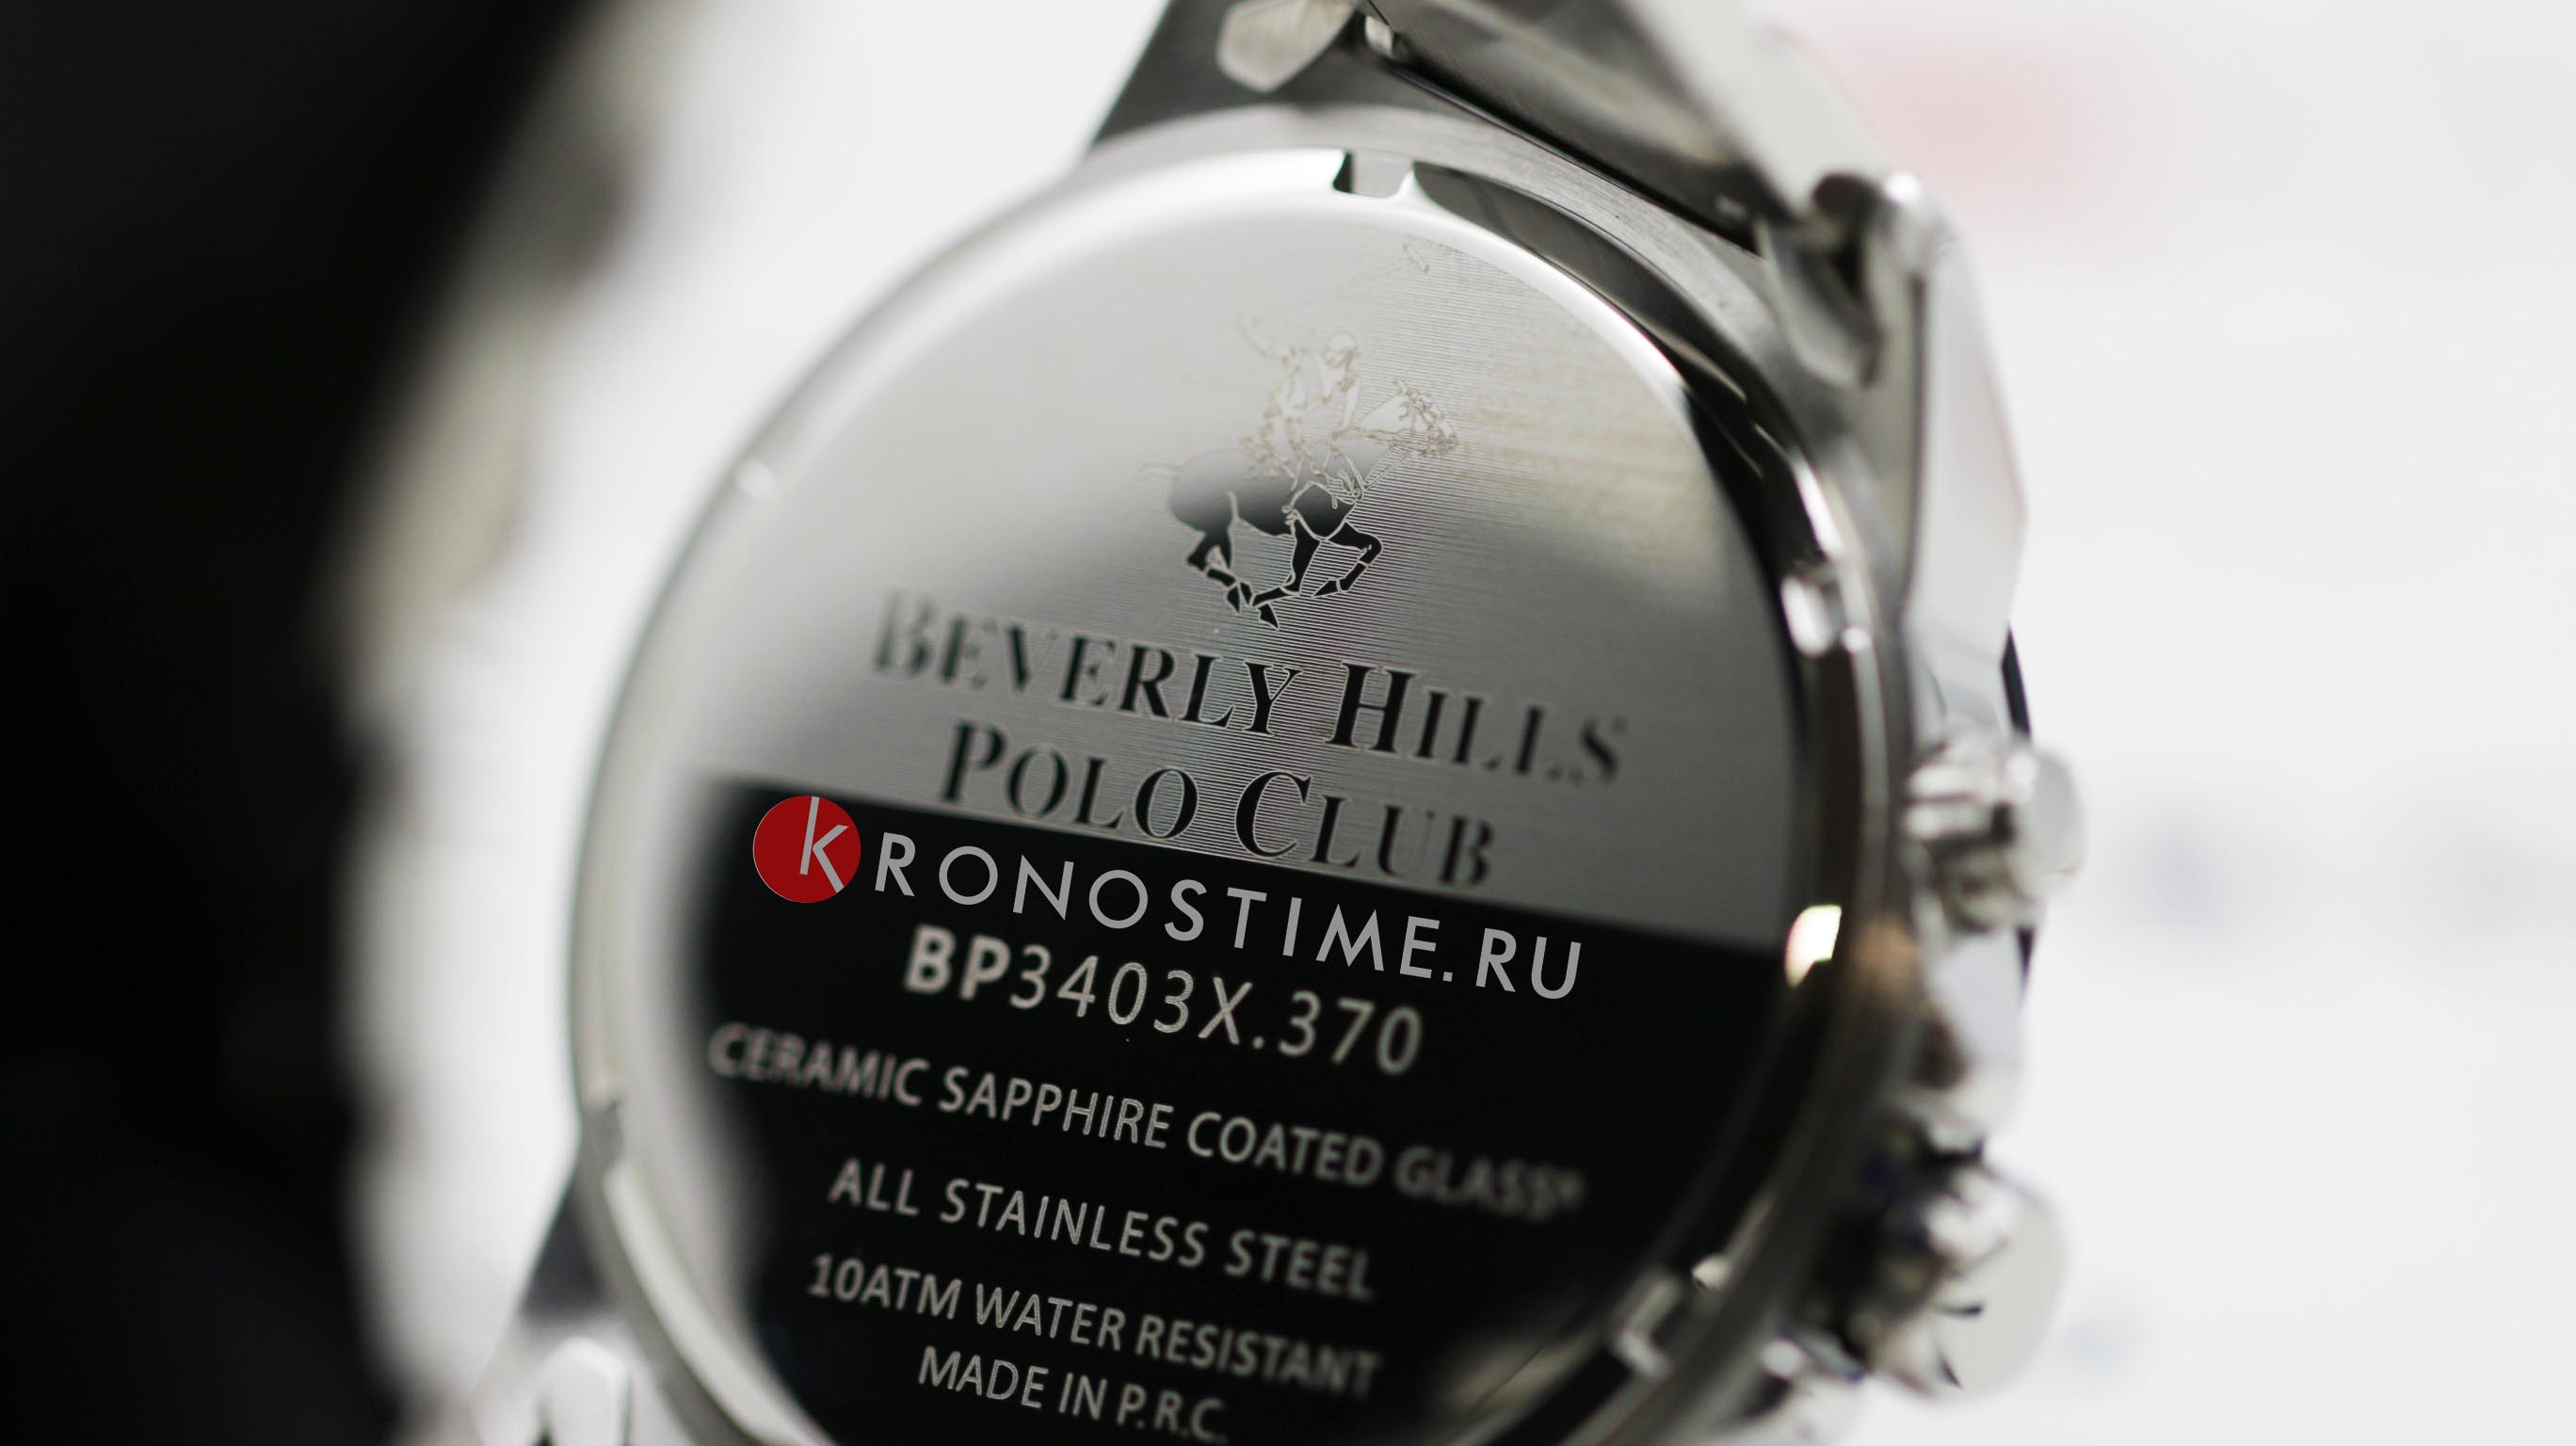 BEVERLY HILLS
POLO CLUB
KRONOSTIME.RU
BP3403X.370
CERAMIC SAPPHIRE COATED GLASS®
ALL STAINLESS STEEL
10ATM WATER RESISTANT
MADE IN P.R.C.